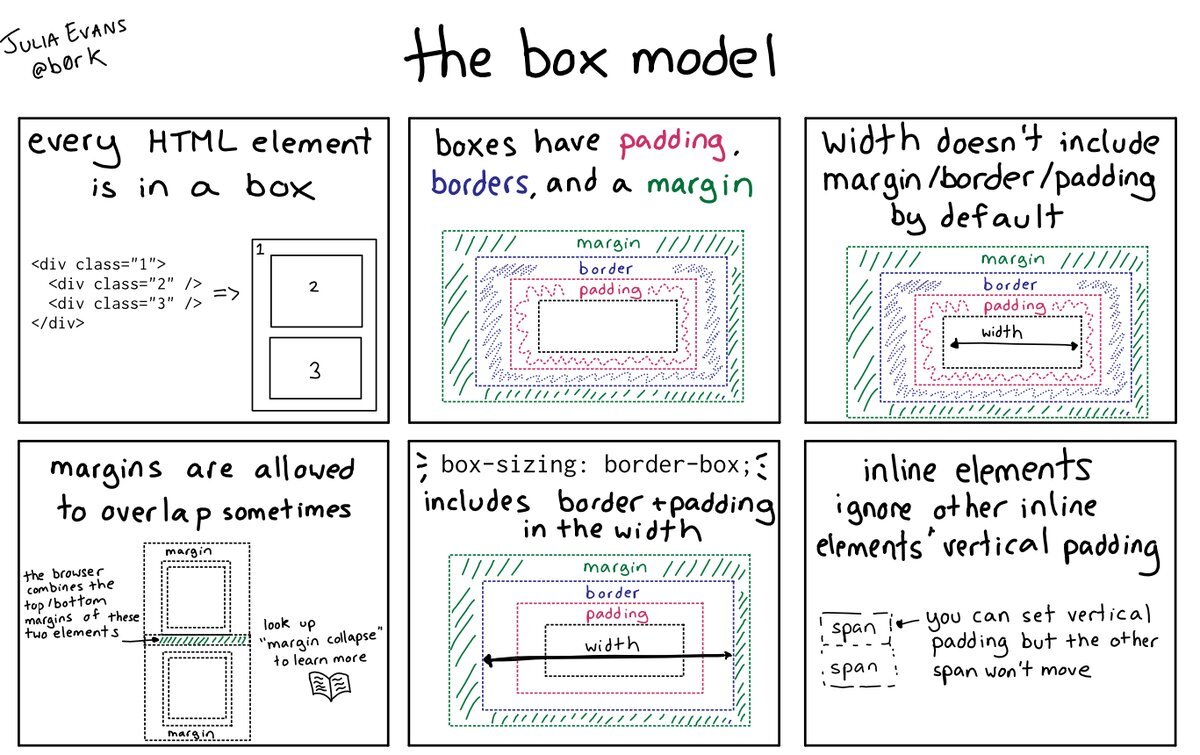 JULIA EVANS
@b0rk
the box model
every HTML element
is in a box
<div class="1">
<div class="2" />
<div class="3" />
</div>
=>
1
2
3
boxes have padding,
borders, and a margin
margin
border
padding
width doesn't include
margin/border/padding
by default
margin
border
padding
width
margins are allowed
to overlap sometimes
margin
the browser
combines the
top/bottom
margins of these
two elements
look up
"margin collapse"
to learn more
margin
box-sizing: border-box;
includes border+padding
in the width
margin
border
padding
width
inline elements
ignore other inline
elements' vertical padding
span
span
you can set vertical
padding but the other
span won't move